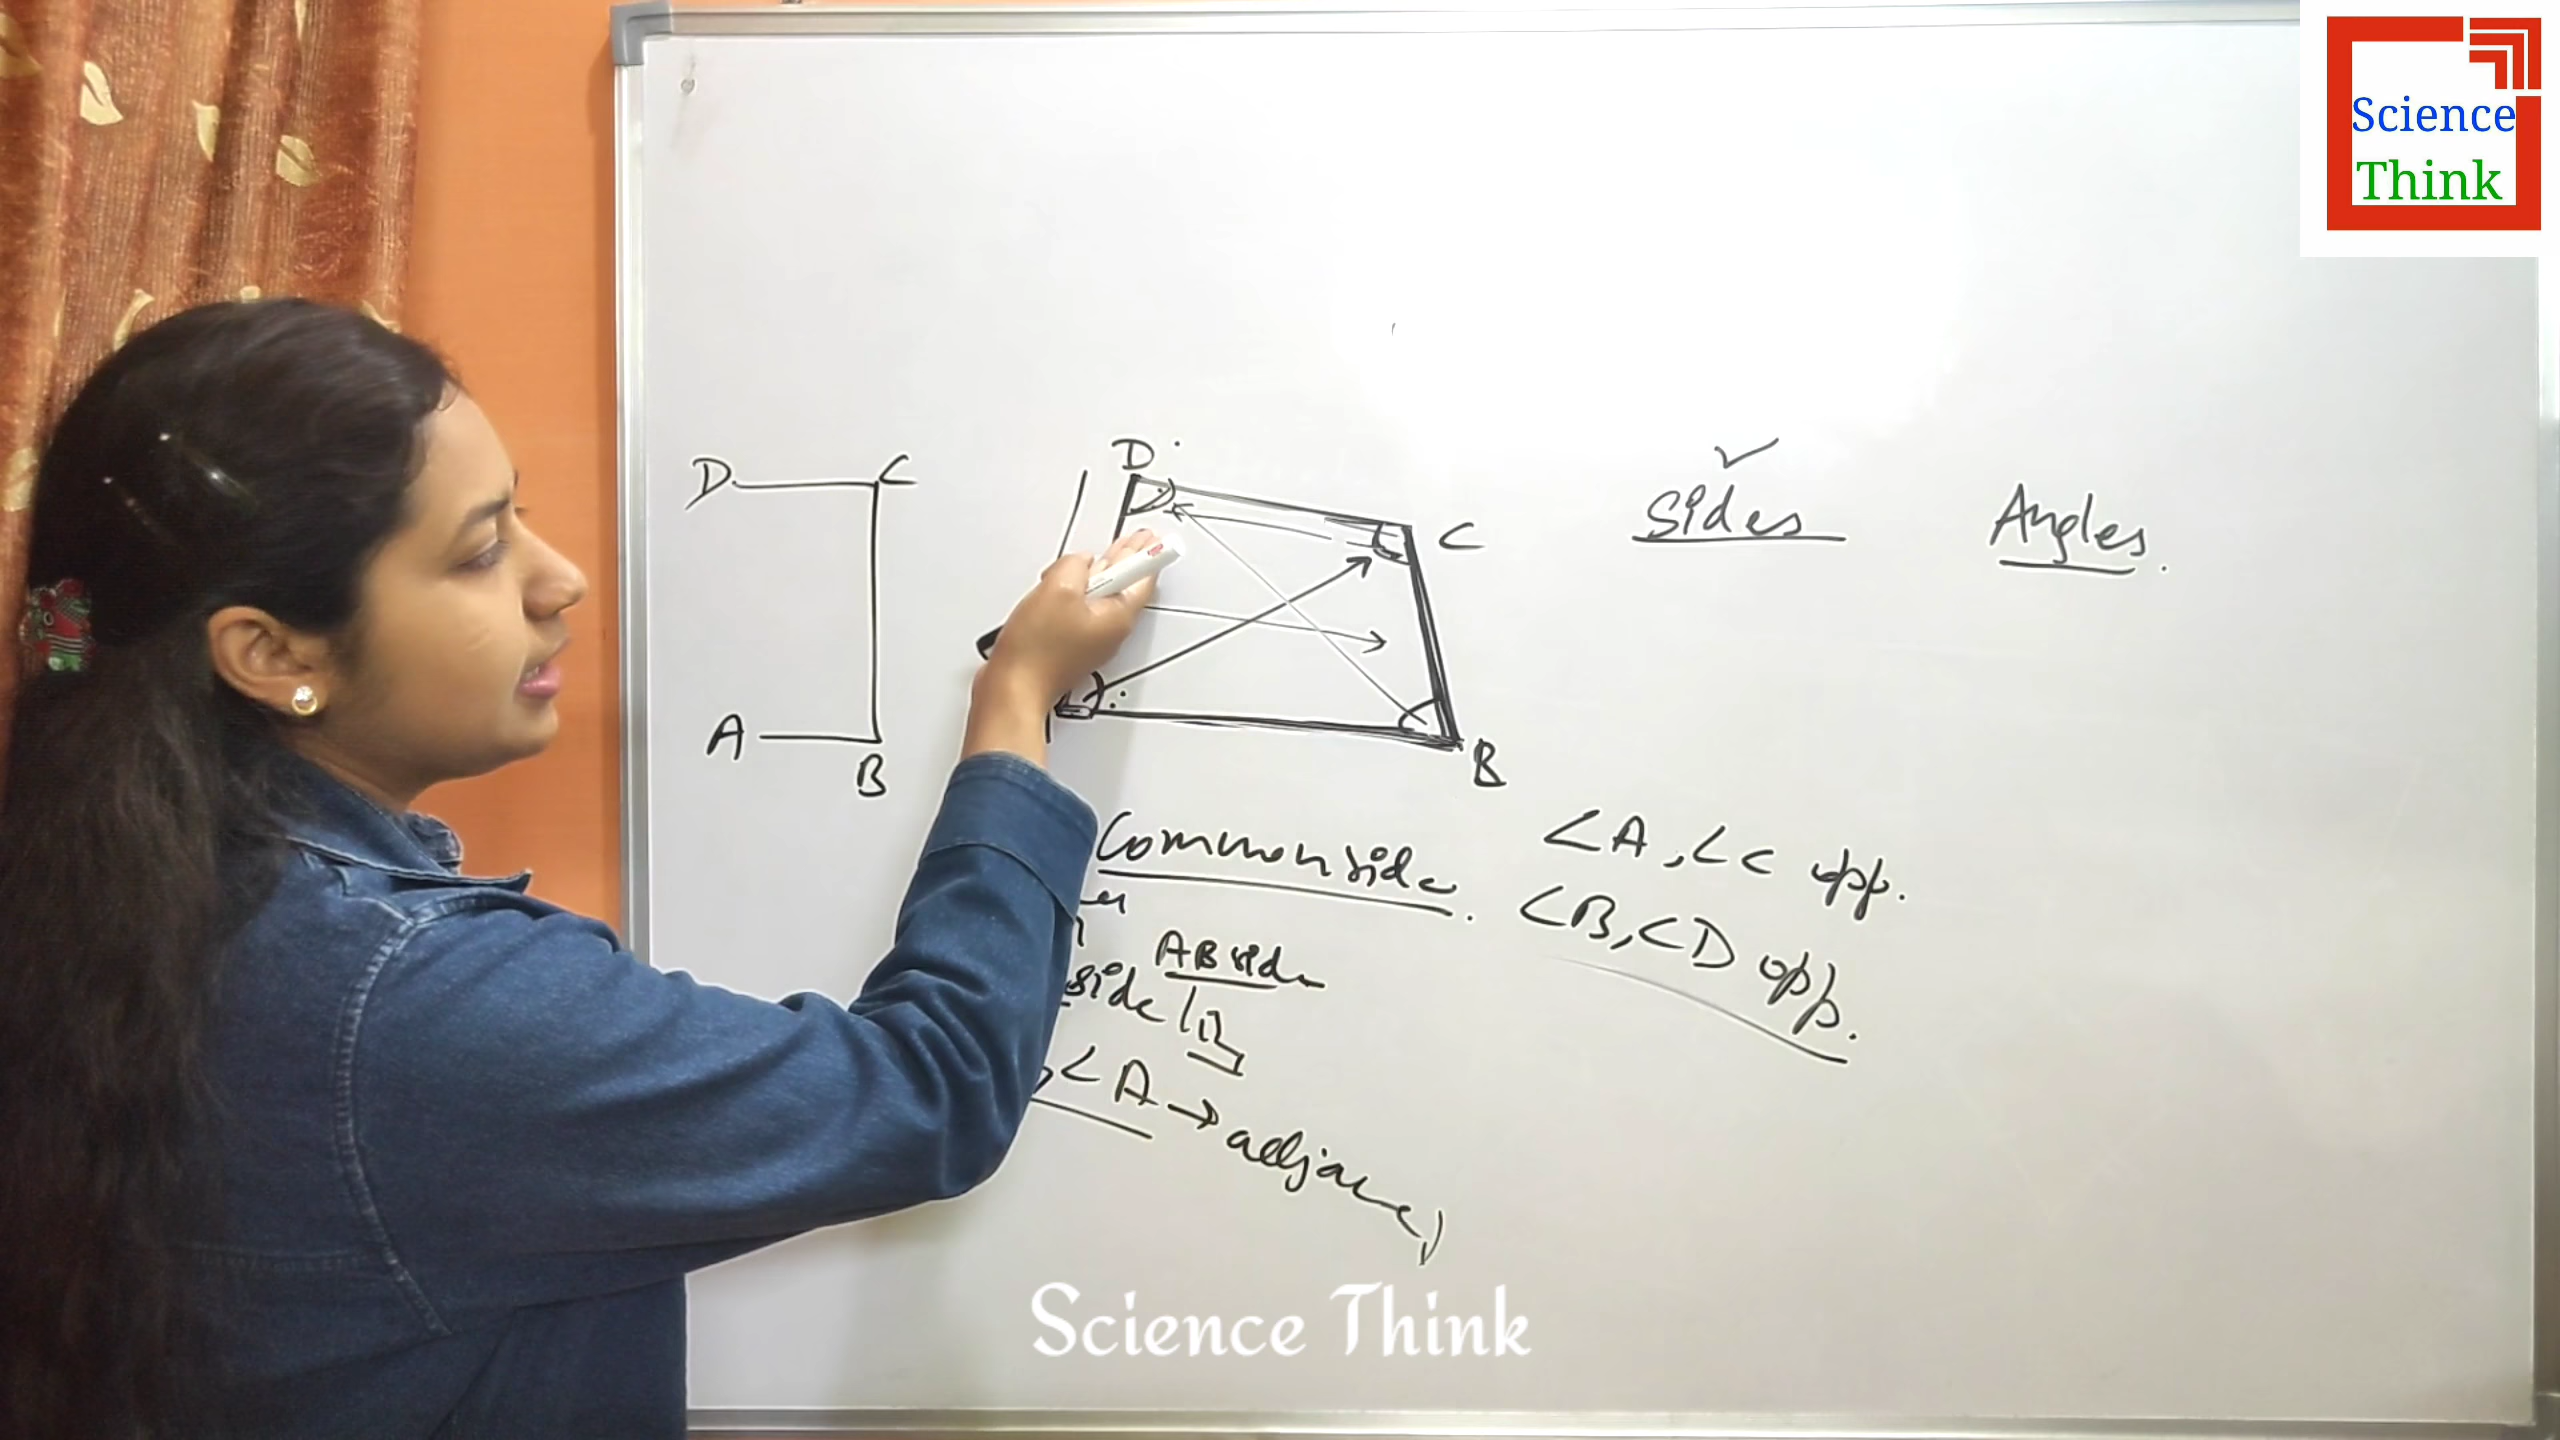 Science
Think
D C
A B
D
C
B
Sides
Angles.
Common side.
AB side
side
∠A → adjacent
∠A, ∠C opp.
∠B, ∠D opp.
Science Think